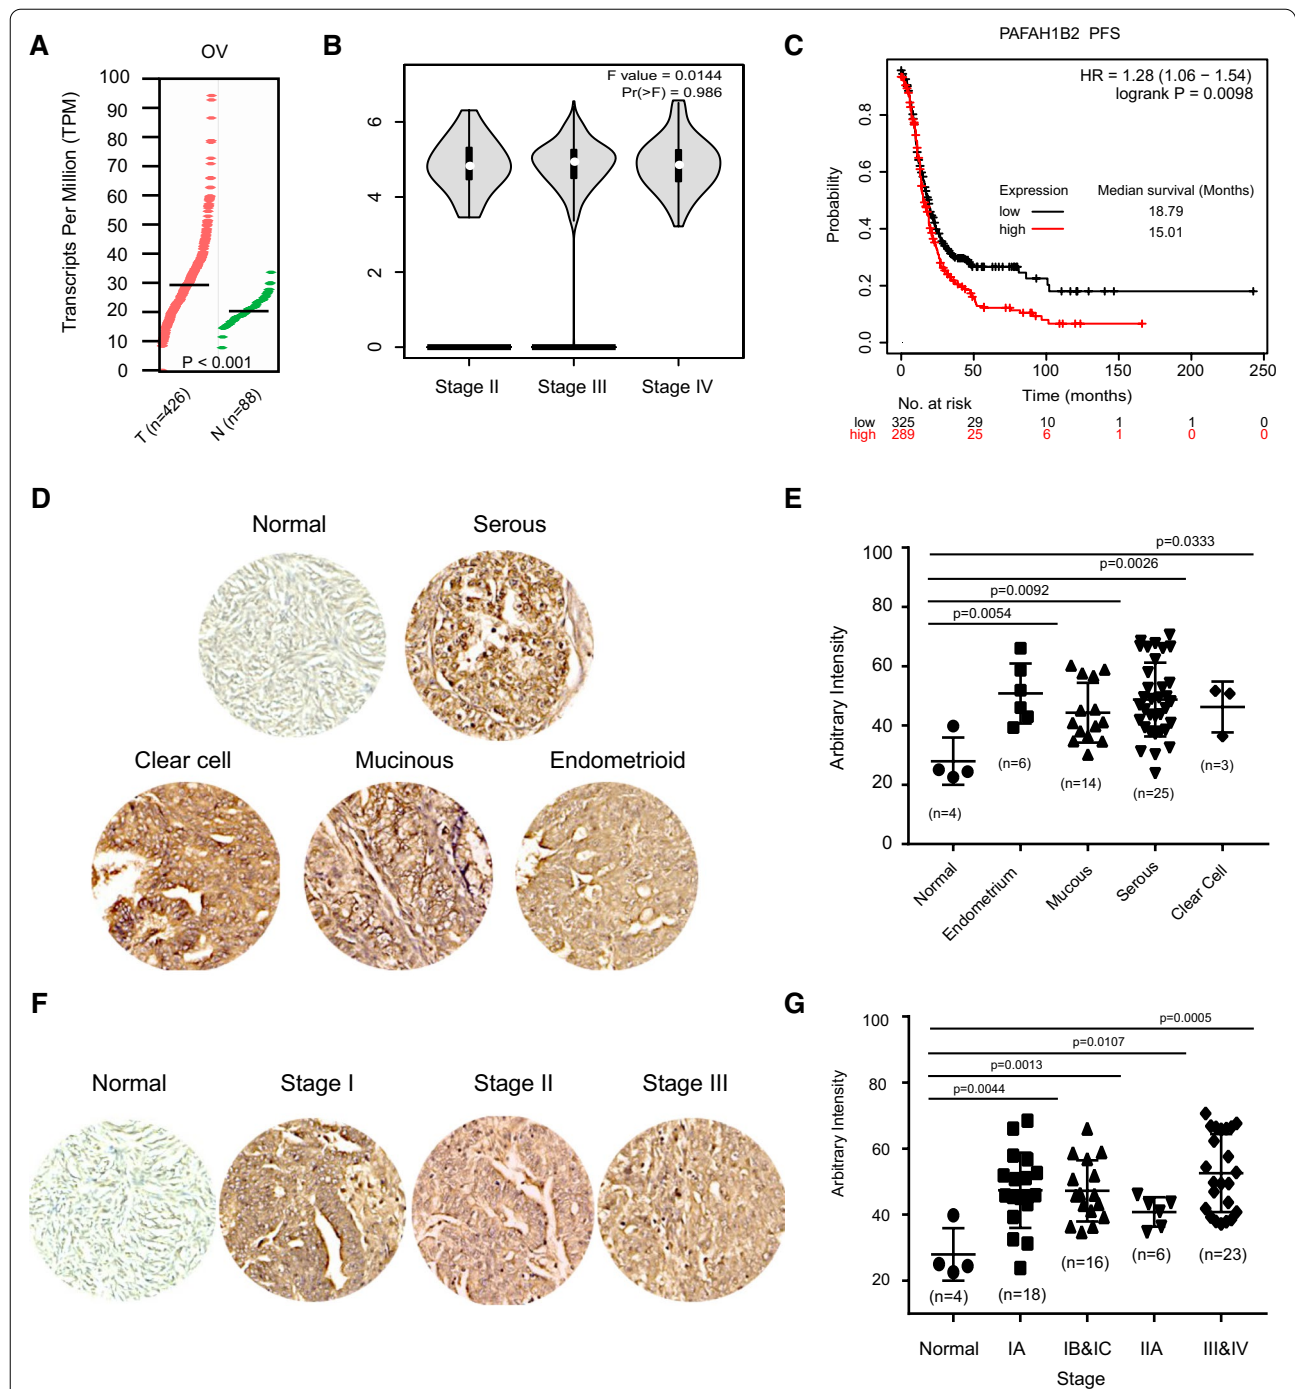 A
OV
Transcripts Per Million (TPM)
100
90
80
70
60
50
40
30
20
10
0
P < 0.001
T (n=426)
N (n=88)
B
F value = 0.0144
Pr(>F) = 0.986
6
4
2
0
Stage II
Stage III
Stage IV
C
PAFAH1B2 PFS
HR = 1.28 (1.06 − 1.54)
logrank P = 0.0098
Probability
0.8
0.6
0.4
0.2
0.0
Expression Median survival (Months)
low 18.79
high 15.01
0 50 100 150 200 250
Time (months)
No. at risk
low 325 29 10 1 1 0
high 289 25 6 1 0 0
D
Normal
Serous
Clear cell
Mucinous
Endometrioid
E
Arbitrary Intensity
100
80
60
40
20
0
p=0.0333
p=0.0026
p=0.0092
p=0.0054
(n=4)
(n=6)
(n=14)
(n=25)
(n=3)
Normal
Endometrium
Mucous
Serous
Clear Cell
F
Normal
Stage I
Stage II
Stage III
G
Arbitrary Intensity
100
80
60
40
20
p=0.0005
p=0.0107
p=0.0013
p=0.0044
(n=4)
(n=18)
(n=16)
(n=6)
(n=23)
Normal
IA
IB&IC
IIA
III&IV
Stage